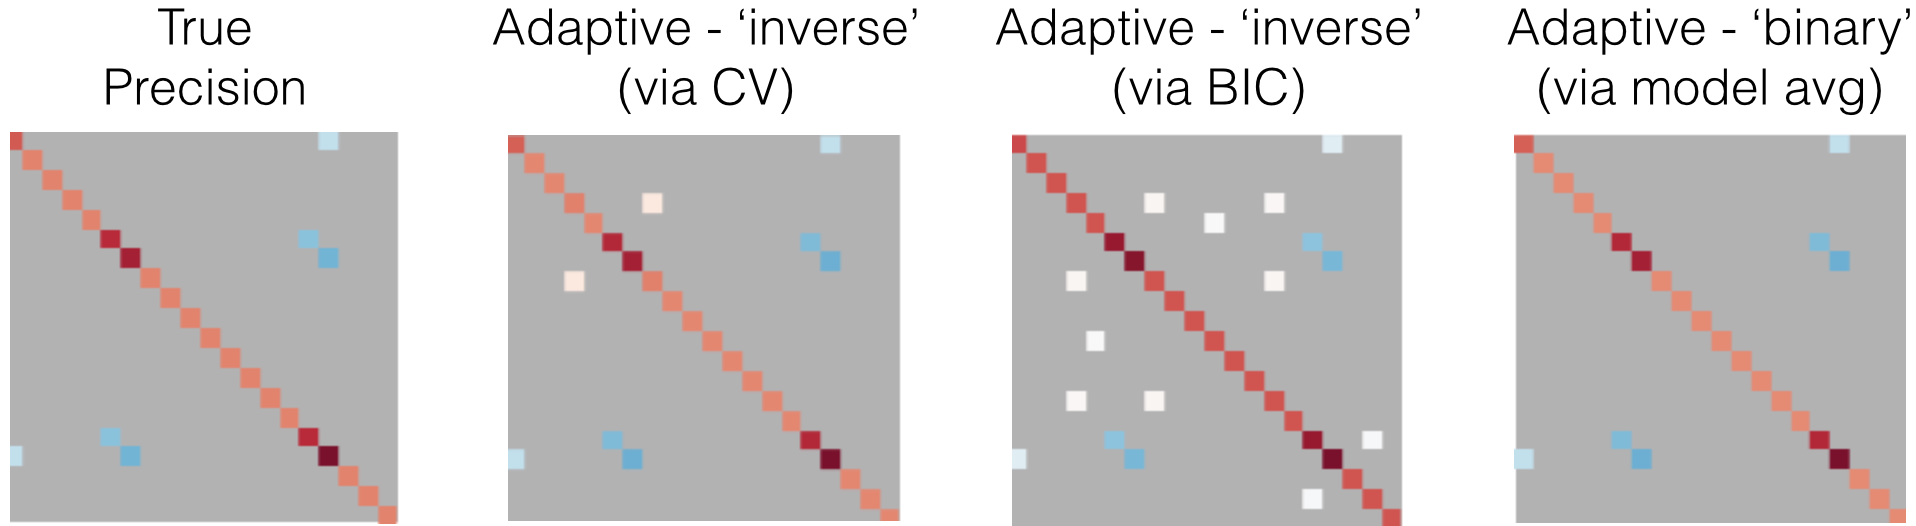 True
Precision
Adaptive - ‘inverse’
(via CV)
Adaptive - ‘inverse’
(via BIC)
Adaptive - ‘binary’
(via model avg)